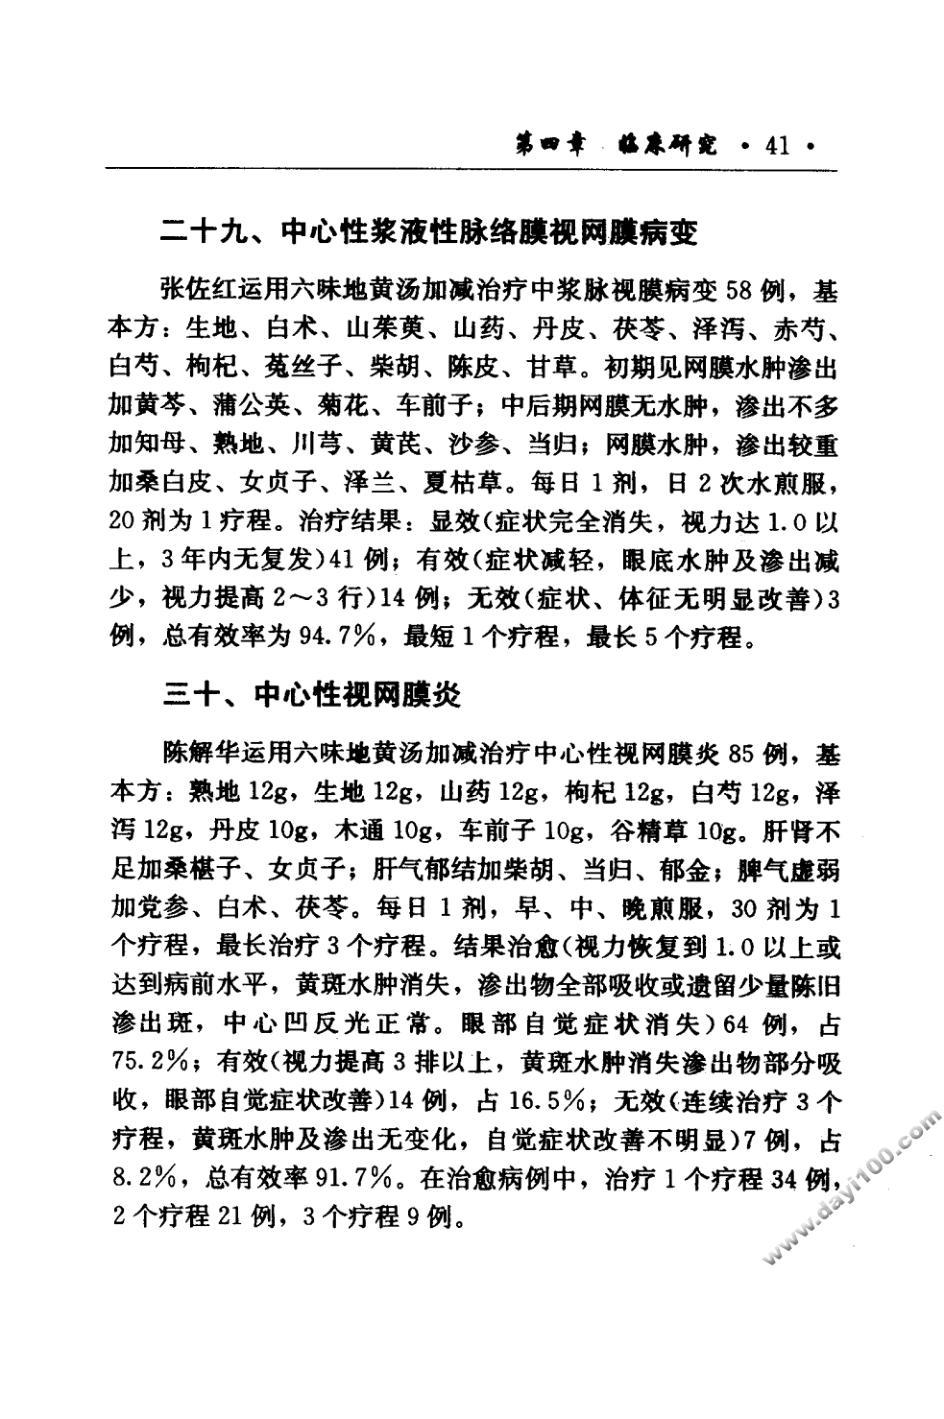 第四章 临床研究 · 41 ·
二十九、中心性浆液性脉络膜视网膜病变
张佐红运用六味地黄汤加减治疗中浆脉视膜病变 58 例，基
本方：生地、白术、山茱萸、山药、丹皮、茯苓、泽泻、赤芍、
白芍、枸杞、菟丝子、柴胡、陈皮、甘草。初期见网膜水肿渗出
加黄芩、蒲公英、菊花、车前子；中后期网膜无水肿，渗出不多
加知母、熟地、川芎、黄芪、沙参、当归；网膜水肿，渗出较重
加桑白皮、女贞子、泽兰、夏枯草。每日 1 剂，日 2 次水煎服，
20 剂为 1 疗程。治疗结果：显效(症状完全消失，视力达 1.0 以
上，3 年内无复发)41 例；有效(症状减轻，眼底水肿及渗出减
少，视力提高 2～3 行)14 例；无效(症状、体征无明显改善)3
例，总有效率为 94.7%，最短 1 个疗程，最长 5 个疗程。
三十、中心性视网膜炎
陈解华运用六味地黄汤加减治疗中心性视网膜炎 85 例，基
本方：熟地 12g，生地 12g，山药 12g，枸杞 12g，白芍 12g，泽
泻 12g，丹皮 10g，木通 10g，车前子 10g，谷精草 10g。肝肾不
足加桑椹子、女贞子；肝气郁结加柴胡、当归、郁金；脾气虚弱
加党参、白术、茯苓。每日 1 剂，早、中、晚煎服，30 剂为 1
个疗程，最长治疗 3 个疗程。结果治愈(视力恢复到 1.0 以上或
达到病前水平，黄斑水肿消失，渗出物全部吸收或遗留少量陈旧
渗出斑，中心凹反光正常。眼部自觉症状消失) 64 例，占
75.2%；有效(视力提高 3 排以上，黄斑水肿消失渗出物部分吸
收，眼部自觉症状改善)14 例，占 16.5%；无效(连续治疗 3 个
疗程，黄斑水肿及渗出无变化，自觉症状改善不明显)7 例，占
8.2%，总有效率 91.7%。在治愈病例中，治疗 1 个疗程 34 例，
2 个疗程 21 例，3 个疗程 9 例。
www.dayi100.com